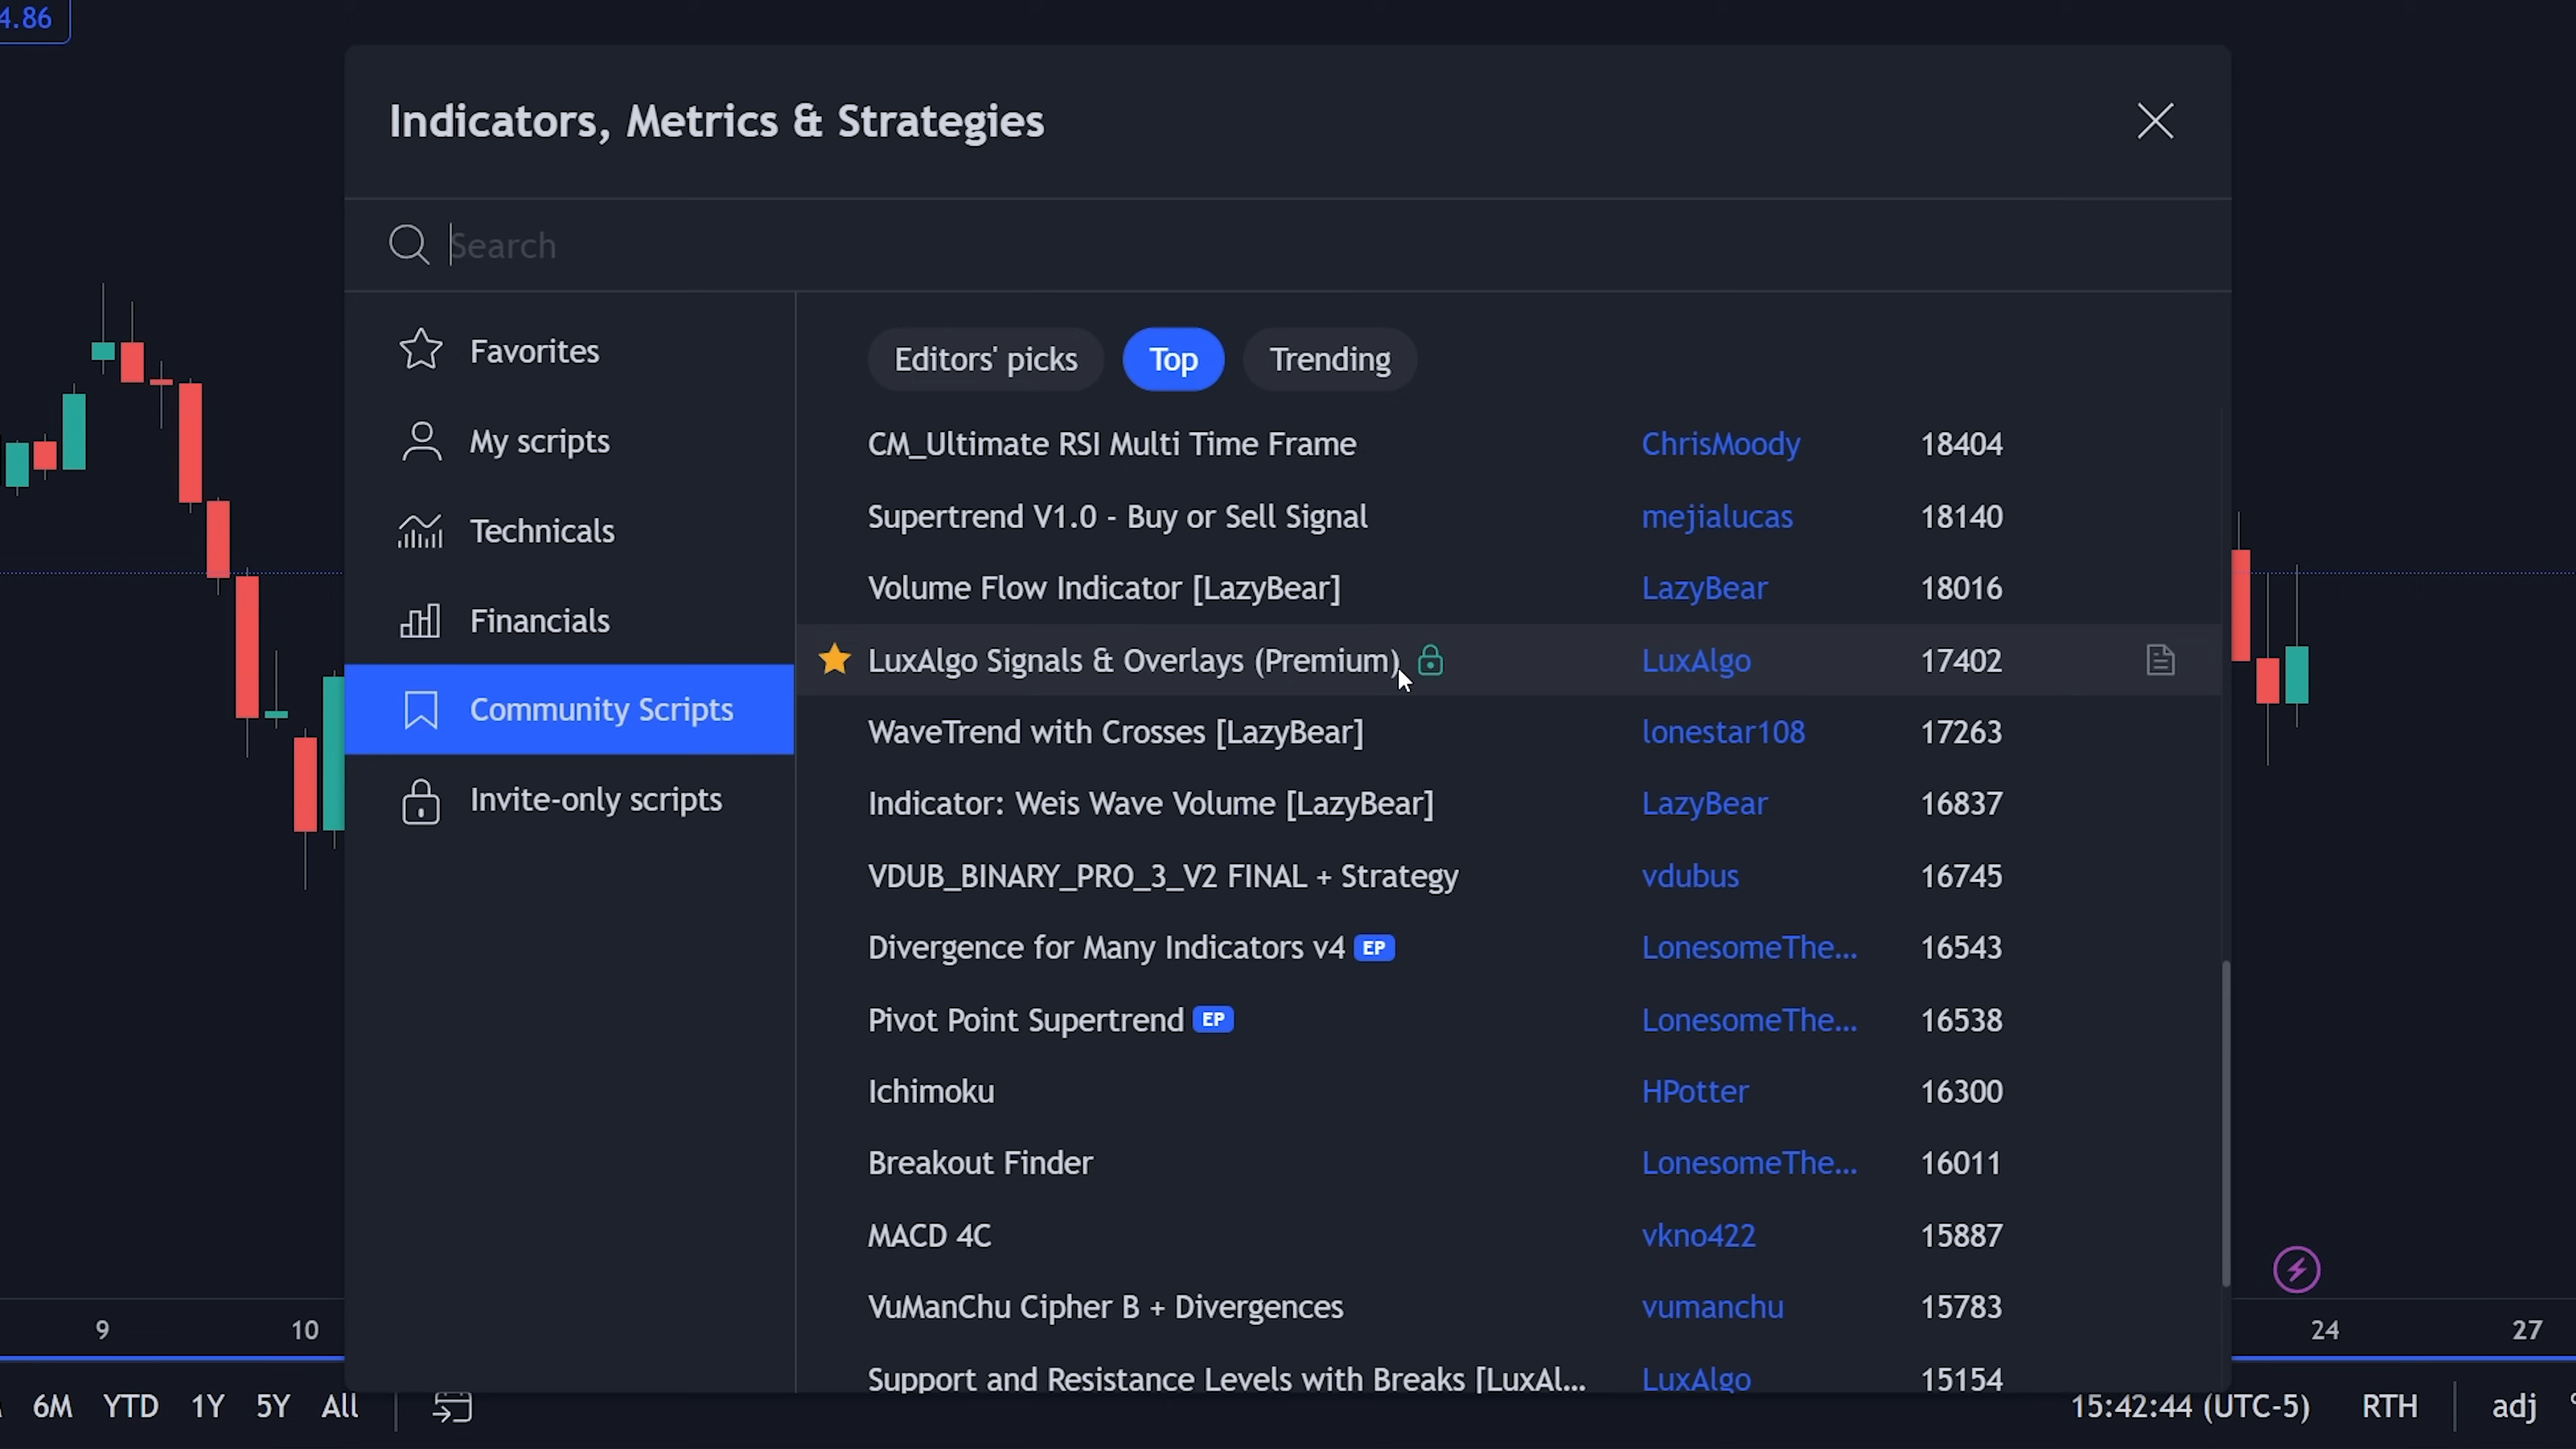 4.86
Indicators, Metrics & Strategies
Search
Favorites
My scripts
Technicals
Financials
Community Scripts
Invite-only scripts
Editors' picks Top Trending
CM_Ultimate RSI Multi Time Frame ChrisMoody 18404
Supertrend V1.0 - Buy or Sell Signal mejialucas 18140
Volume Flow Indicator [LazyBear] LazyBear 18016
LuxAlgo Signals & Overlays (Premium) LuxAlgo 17402
WaveTrend with Crosses [LazyBear] lonestar108 17263
Indicator: Weis Wave Volume [LazyBear] LazyBear 16837
VDUB_BINARY_PRO_3_V2 FINAL + Strategy vdubus 16745
Divergence for Many Indicators v4 EP LonesomeThe... 16543
Pivot Point Supertrend EP LonesomeThe... 16538
Ichimoku HPotter 16300
Breakout Finder LonesomeThe... 16011
MACD 4C vkno422 15887
VuManChu Cipher B + Divergences vumanchu 15783
Support and Resistance Levels with Breaks [LuxAl... LuxAlgo 15154
9 10 24 27
6M YTD 1Y 5Y All 15:42:44 (UTC-5) RTH adj